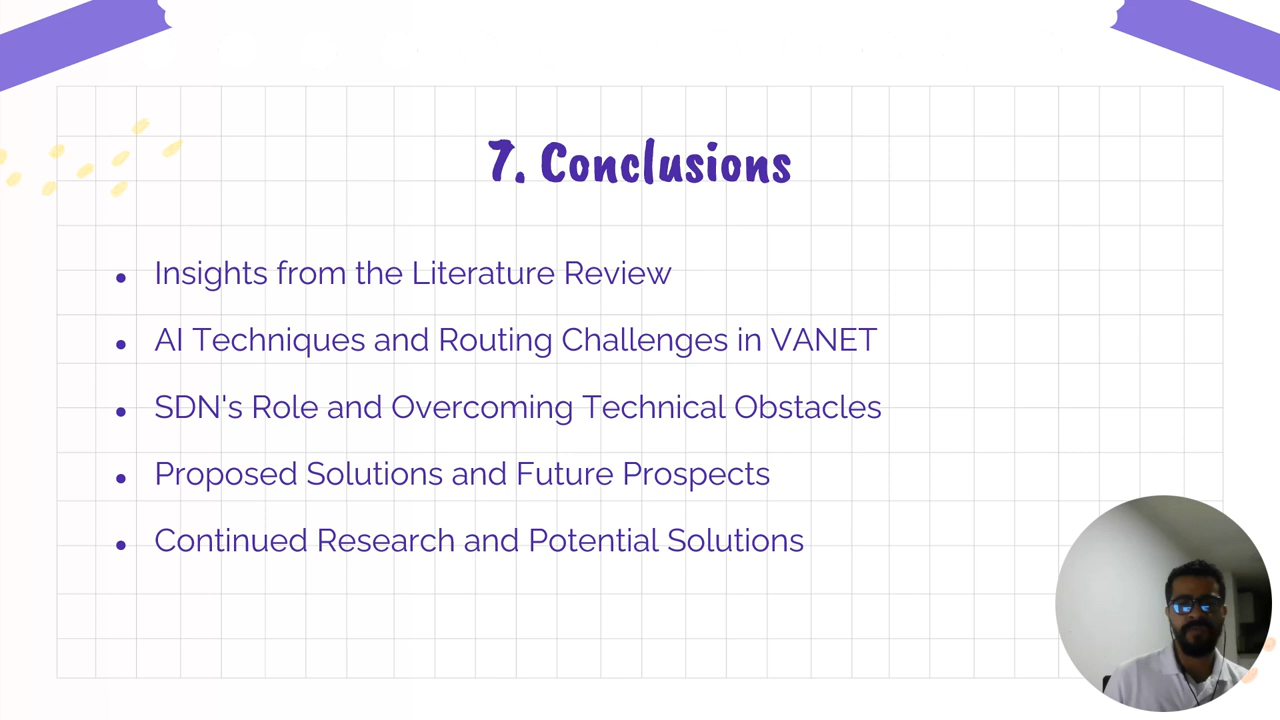 7. Conclusions
• Insights from the Literature Review
• AI Techniques and Routing Challenges in VANET
• SDN's Role and Overcoming Technical Obstacles
• Proposed Solutions and Future Prospects
• Continued Research and Potential Solutions